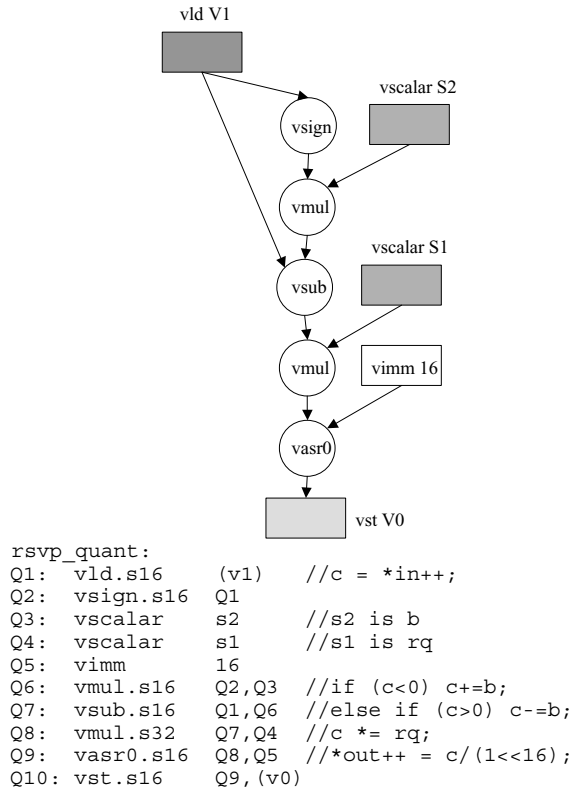 vld V1
vscalar S2
vsign
vmul
vscalar S1
vsub
vmul
vimm 16
vasr0
vst V0
rsvp_quant:
Q1: vld.s16 (v1) //c = *in++;
Q2: vsign.s16 Q1
Q3: vscalar s2 //s2 is b
Q4: vscalar s1 //s1 is rq
Q5: vimm 16
Q6: vmul.s16 Q2,Q3 //if (c<0) c+=b;
Q7: vsub.s16 Q1,Q6 //else if (c>0) c-=b;
Q8: vmul.s32 Q7,Q4 //c *= rq;
Q9: vasr0.s16 Q8,Q5 //*out++ = c/(1<<16);
Q10: vst.s16 Q9,(v0)